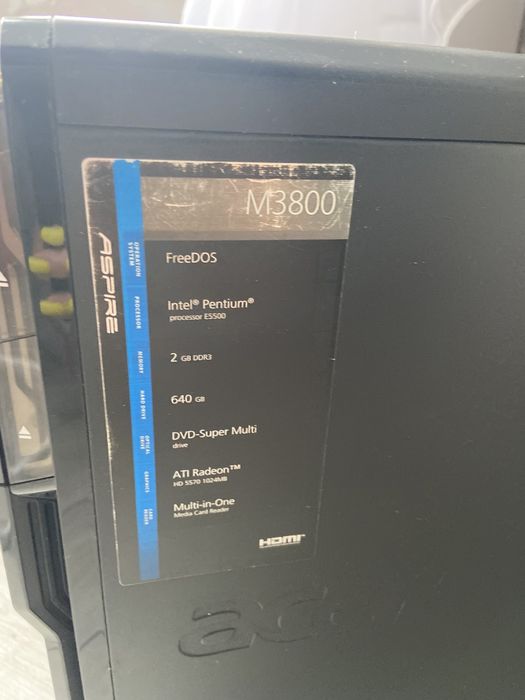 M3800
ASPIRE
OPERATION
SYSTEM
FreeDOS
PROCESSOR
Intel® Pentium®
processor E5500
MEMORY
2 GB DDR3
HARD DRIVE
640 GB
OPTICAL
DRIVE
DVD-Super Multi
drive
GRAPHICS
ATI Radeon™
HD 5570 1024MB
CARD
READER
Multi-in-One
Media Card Reader
HDMI
acer